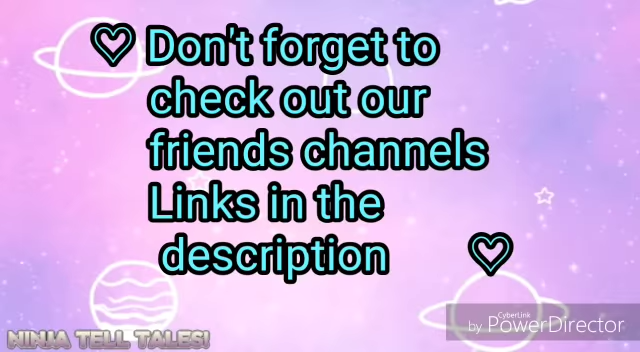 ♡ Don't forget to
check out our
friends channels
Links in the
description ♡
NINJA TELL TALES!
CyberLink
by PowerDirector